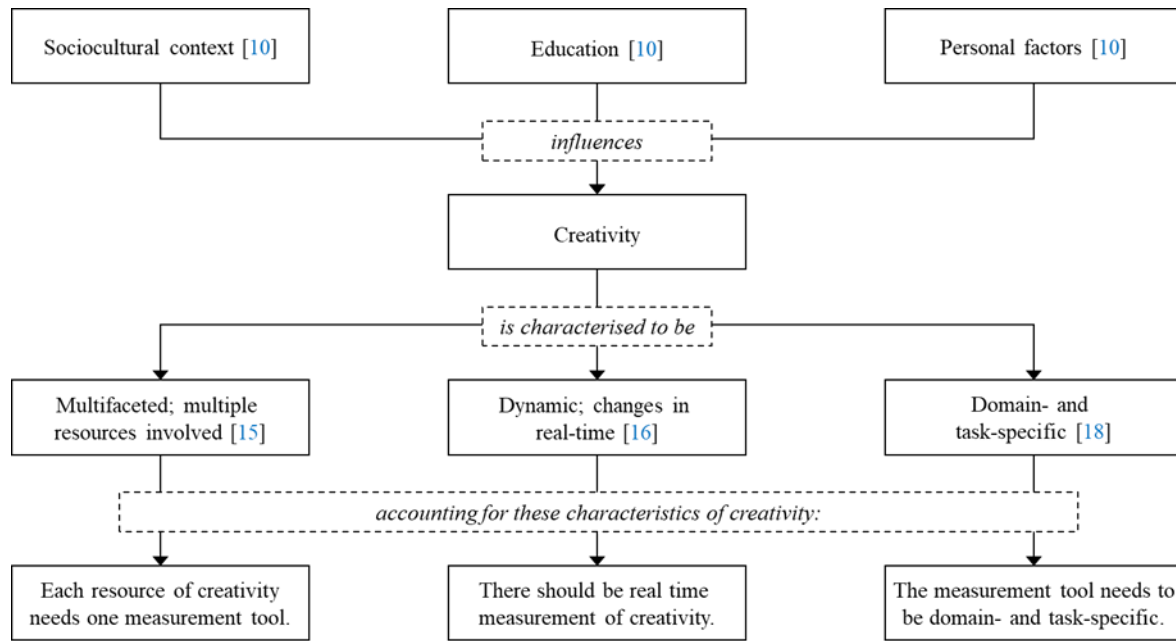 Sociocultural context [10]
Education [10]
Personal factors [10]
influences
Creativity
is characterised to be
Multifaceted; multiple
resources involved [15]
Dynamic; changes in
real-time [16]
Domain- and
task-specific [18]
accounting for these characteristics of creativity:
Each resource of creativity
needs one measurement tool.
There should be real time
measurement of creativity.
The measurement tool needs to
be domain- and task-specific.